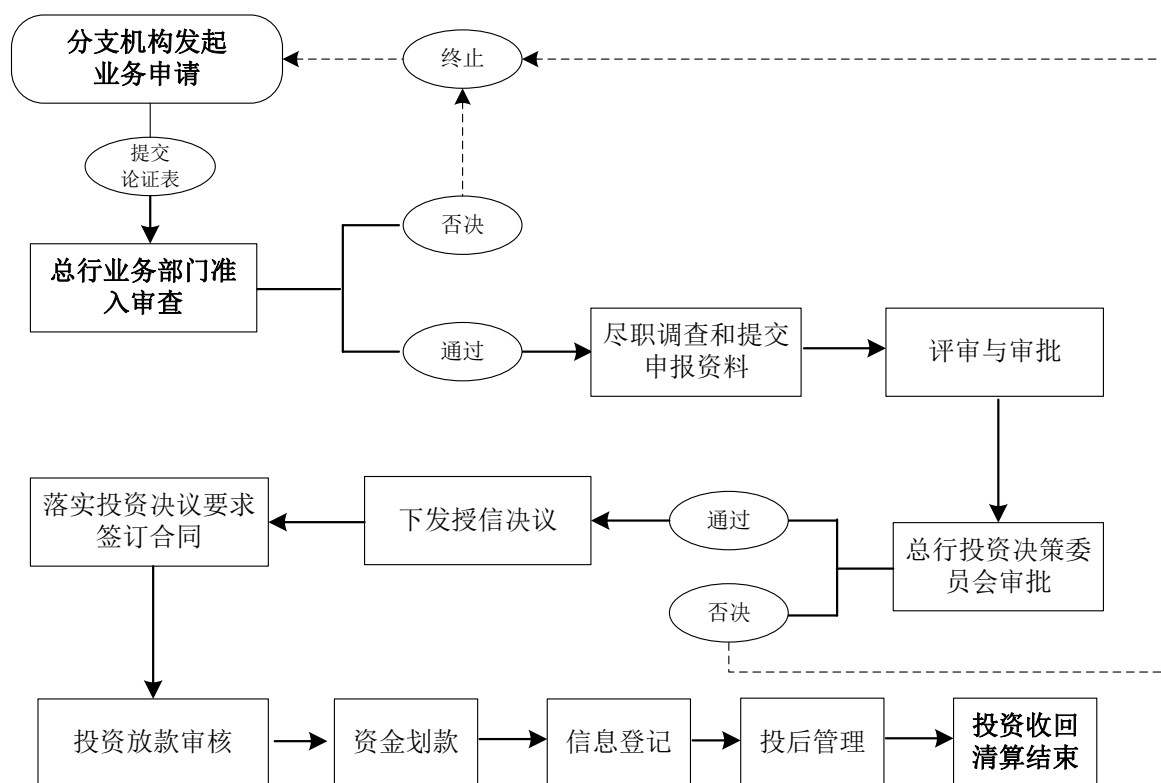 分支机构发起
业务申请
终止
提交
论证表
否决
总行业务部门准
入审查
通过
尽职调查和提交
申报资料
评审与审批
落实投资决议要求
签订合同
下发授信决议
通过
总行投资决策委
员会审批
否决
投资放款审核
资金划款
信息登记
投后管理
投资收回
清算结束